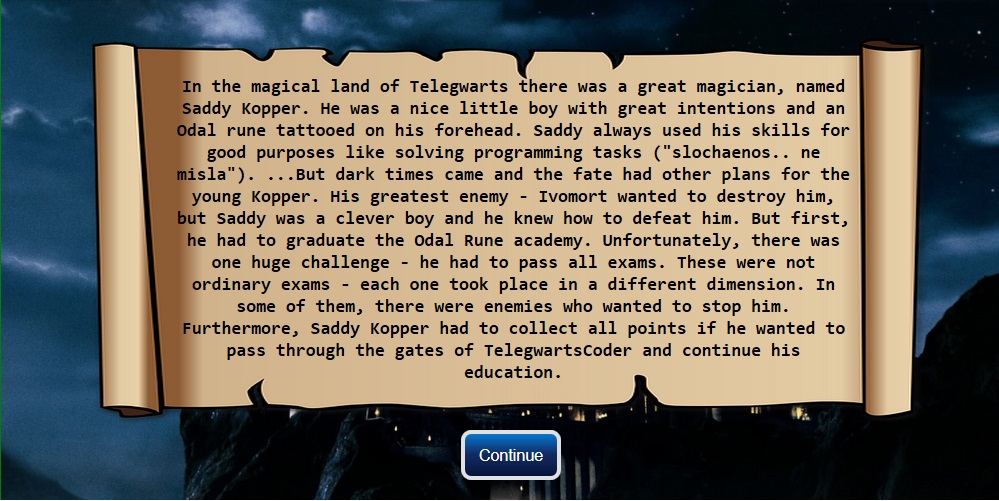 In the magical land of Telegwarts there was a great magician, named
Saddy Kopper. He was a nice little boy with great intentions and an
Odal rune tattooed on his forehead. Saddy always used his skills for
good purposes like solving programming tasks ("slochaenos.. ne
misla"). ...But dark times came and the fate had other plans for the
young Kopper. His greatest enemy - Ivomort wanted to destroy him,
but Saddy was a clever boy and he knew how to defeat him. But first,
he had to graduate the Odal Rune academy. Unfortunately, there was
one huge challenge - he had to pass all exams. These were not
ordinary exams - each one took place in a different dimension. In
some of them, there were enemies who wanted to stop him.
Furthermore, Saddy Kopper had to collect all points if he wanted to
pass through the gates of TelegwartsCoder and continue his
education.
Continue